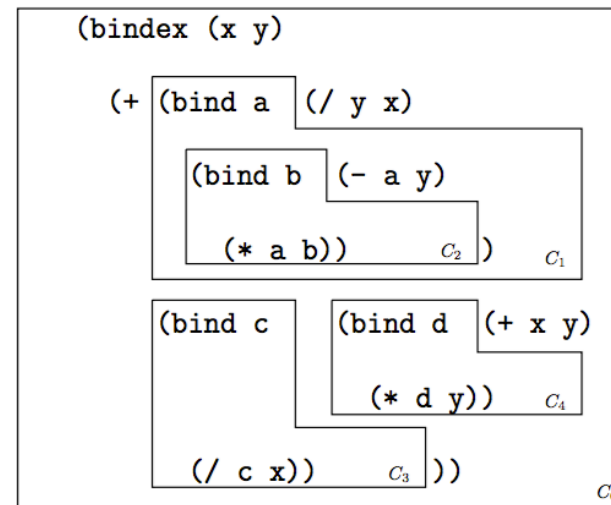 (bindex (x y)
(+ (bind a (/ y x)
(bind b (- a y)
(* a b)) C₂ ) C₁
(bind c (bind d (+ x y)
(* d y)) C₄
(/ c x)) C₃ ))